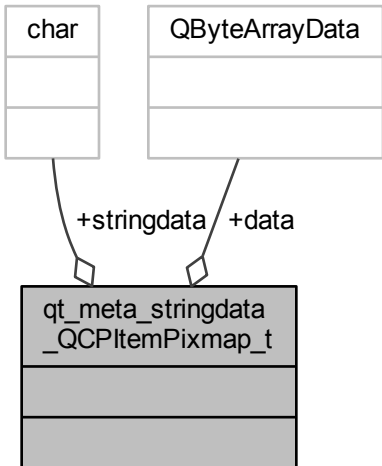 char
QByteArrayData
+stringdata
+data
qt_meta_stringdata
_QCPItemPixmap_t